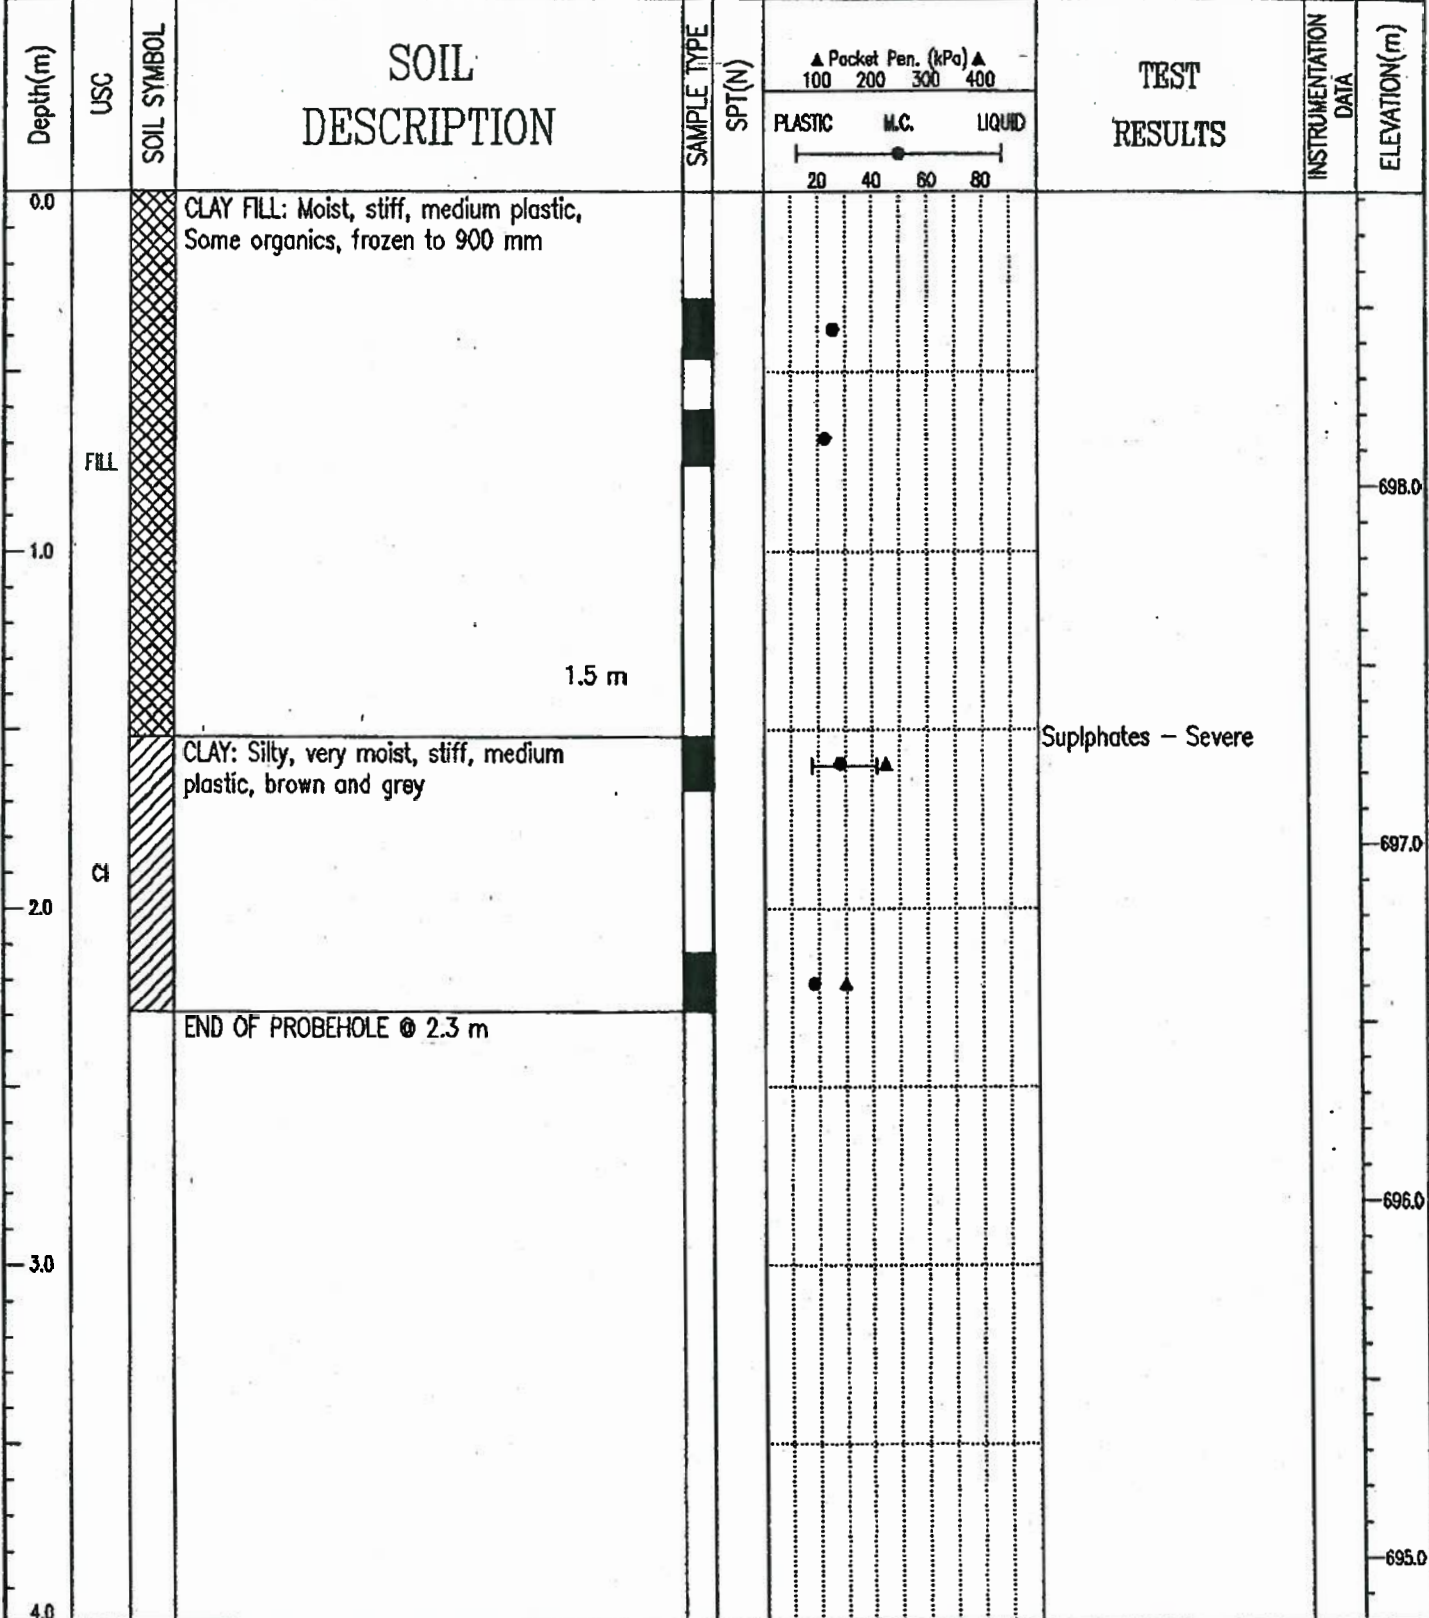 Depth(m)
USC
SOIL SYMBOL
SOIL
DESCRIPTION
SAMPLE TYPE
SPT(N)
▲ Pocket Pen. (kPa) ▲
100 200 300 400
PLASTIC M.C. LIQUID
20 40 60 80
TEST
RESULTS
INSTRUMENTATION
DATA
ELEVATION(m)
0.0
CLAY FILL: Moist, stiff, medium plastic,
Some organics, frozen to 900 mm
FILL
698.0
1.0
1.5 m
Suplphates – Severe
CLAY: Silty, very moist, stiff, medium
plastic, brown and grey
697.0
CI
2.0
END OF PROBEHOLE @ 2.3 m
696.0
3.0
695.0
4.0